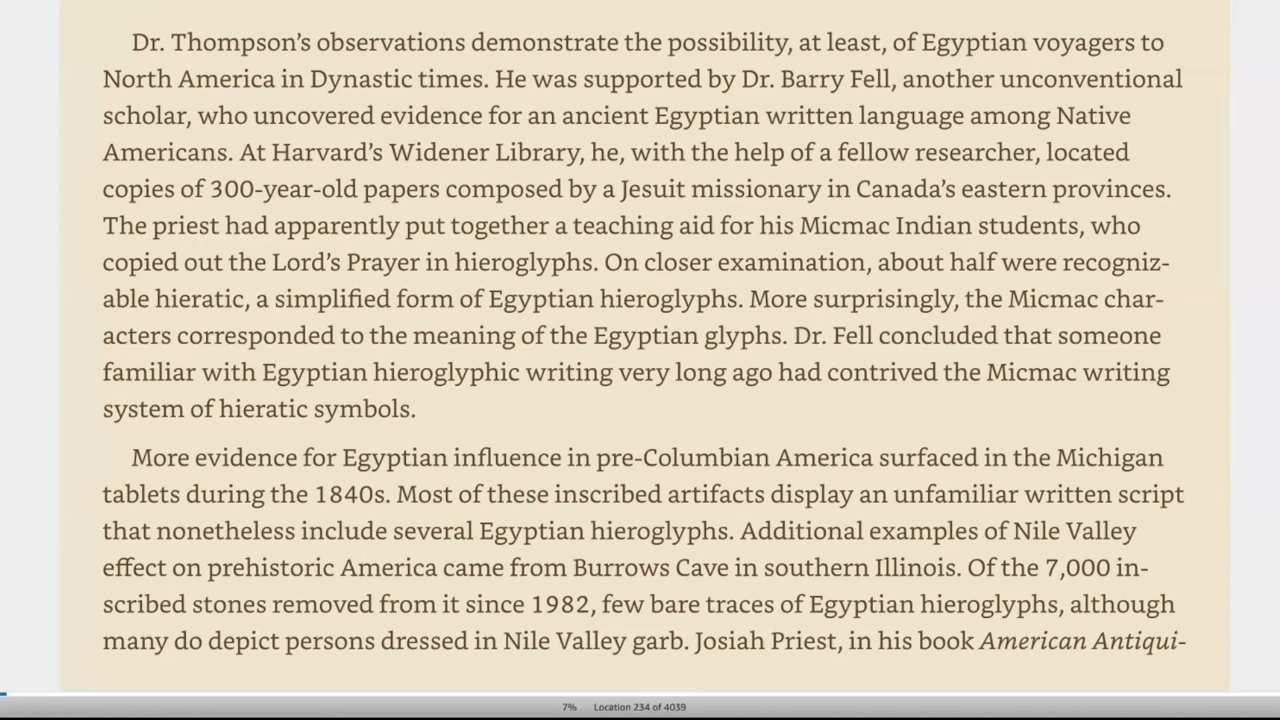 Dr. Thompson’s observations demonstrate the possibility, at least, of Egyptian voyagers to
North America in Dynastic times. He was supported by Dr. Barry Fell, another unconventional
scholar, who uncovered evidence for an ancient Egyptian written language among Native
Americans. At Harvard’s Widener Library, he, with the help of a fellow researcher, located
copies of 300-year-old papers composed by a Jesuit missionary in Canada’s eastern provinces.
The priest had apparently put together a teaching aid for his Micmac Indian students, who
copied out the Lord’s Prayer in hieroglyphs. On closer examination, about half were recogniz-
able hieratic, a simplified form of Egyptian hieroglyphs. More surprisingly, the Micmac char-
acters corresponded to the meaning of the Egyptian glyphs. Dr. Fell concluded that someone
familiar with Egyptian hieroglyphic writing very long ago had contrived the Micmac writing
system of hieratic symbols.
More evidence for Egyptian influence in pre-Columbian America surfaced in the Michigan
tablets during the 1840s. Most of these inscribed artifacts display an unfamiliar written script
that nonetheless include several Egyptian hieroglyphs. Additional examples of Nile Valley
effect on prehistoric America came from Burrows Cave in southern Illinois. Of the 7,000 in-
scribed stones removed from it since 1982, few bare traces of Egyptian hieroglyphs, although
many do depict persons dressed in Nile Valley garb. Josiah Priest, in his book American Antiqui-
7% Location 234 of 4039